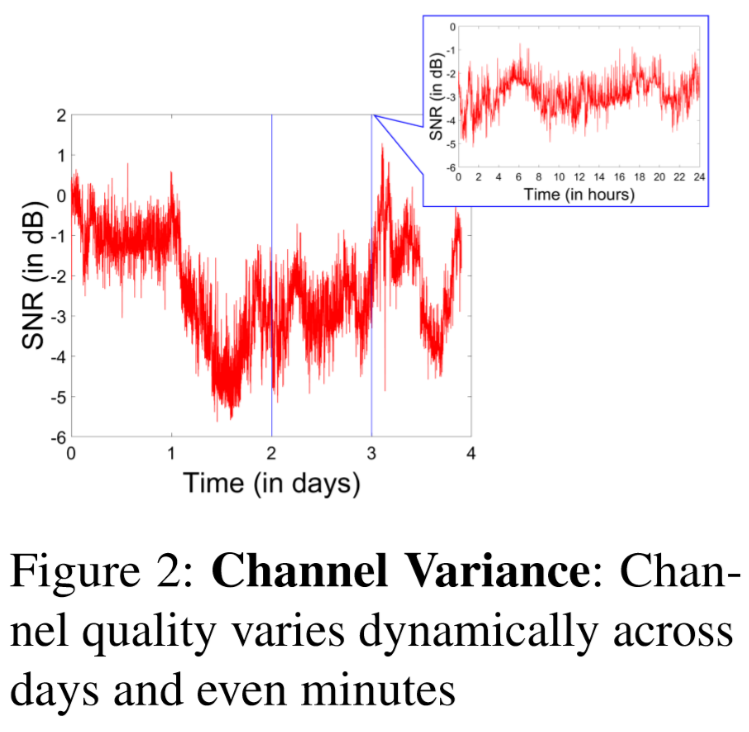 0
-1
-2
-3
-4
-5
-6
SNR (in dB)
0 2 4 6 8 10 12 14 16 18 20 22 24
Time (in hours)
2
1
0
-1
-2
-3
-4
-5
-6
SNR (in dB)
0 1 2 3 4
Time (in days)
Figure 2: Channel Variance: Chan-
nel quality varies dynamically across
days and even minutes